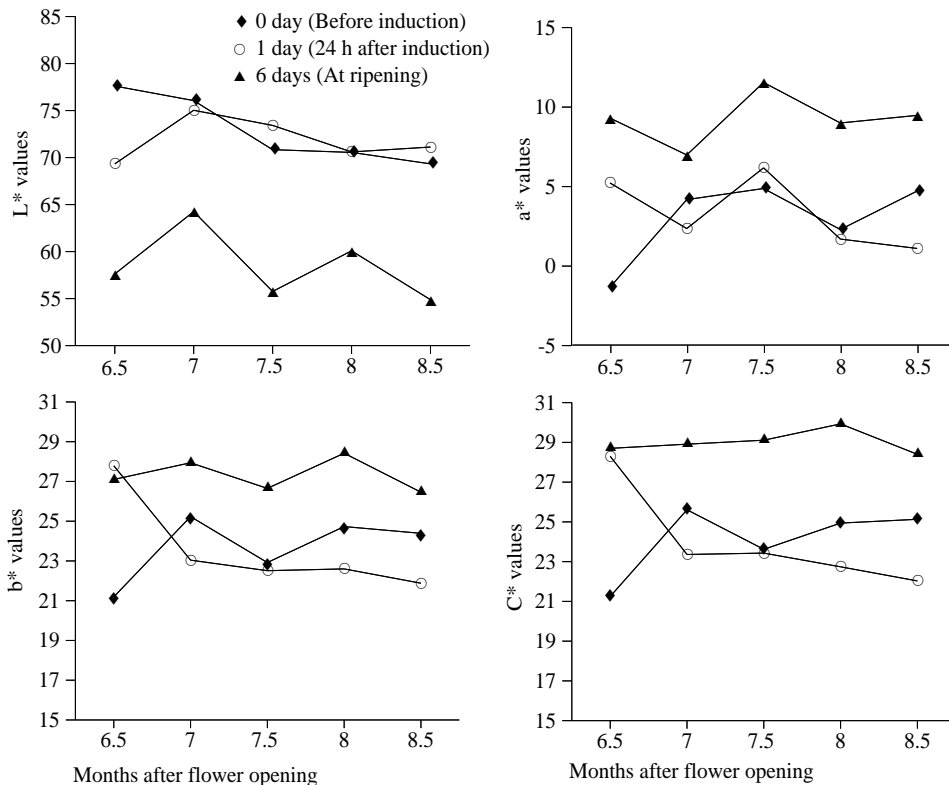 85
80
75
70
65
60
55
50
L* values
◆ 0 day (Before induction)
○ 1 day (24 h after induction)
▲ 6 days (At ripening)
6.5 7 7.5 8 8.5
15
10
5
0
-5
a* values
6.5 7 7.5 8 8.5
31
29
27
25
23
21
19
17
15
b* values
6.5 7 7.5 8 8.5
Months after flower opening
31
29
27
25
23
21
19
17
15
C* values
6.5 7 7.5 8 8.5
Months after flower opening